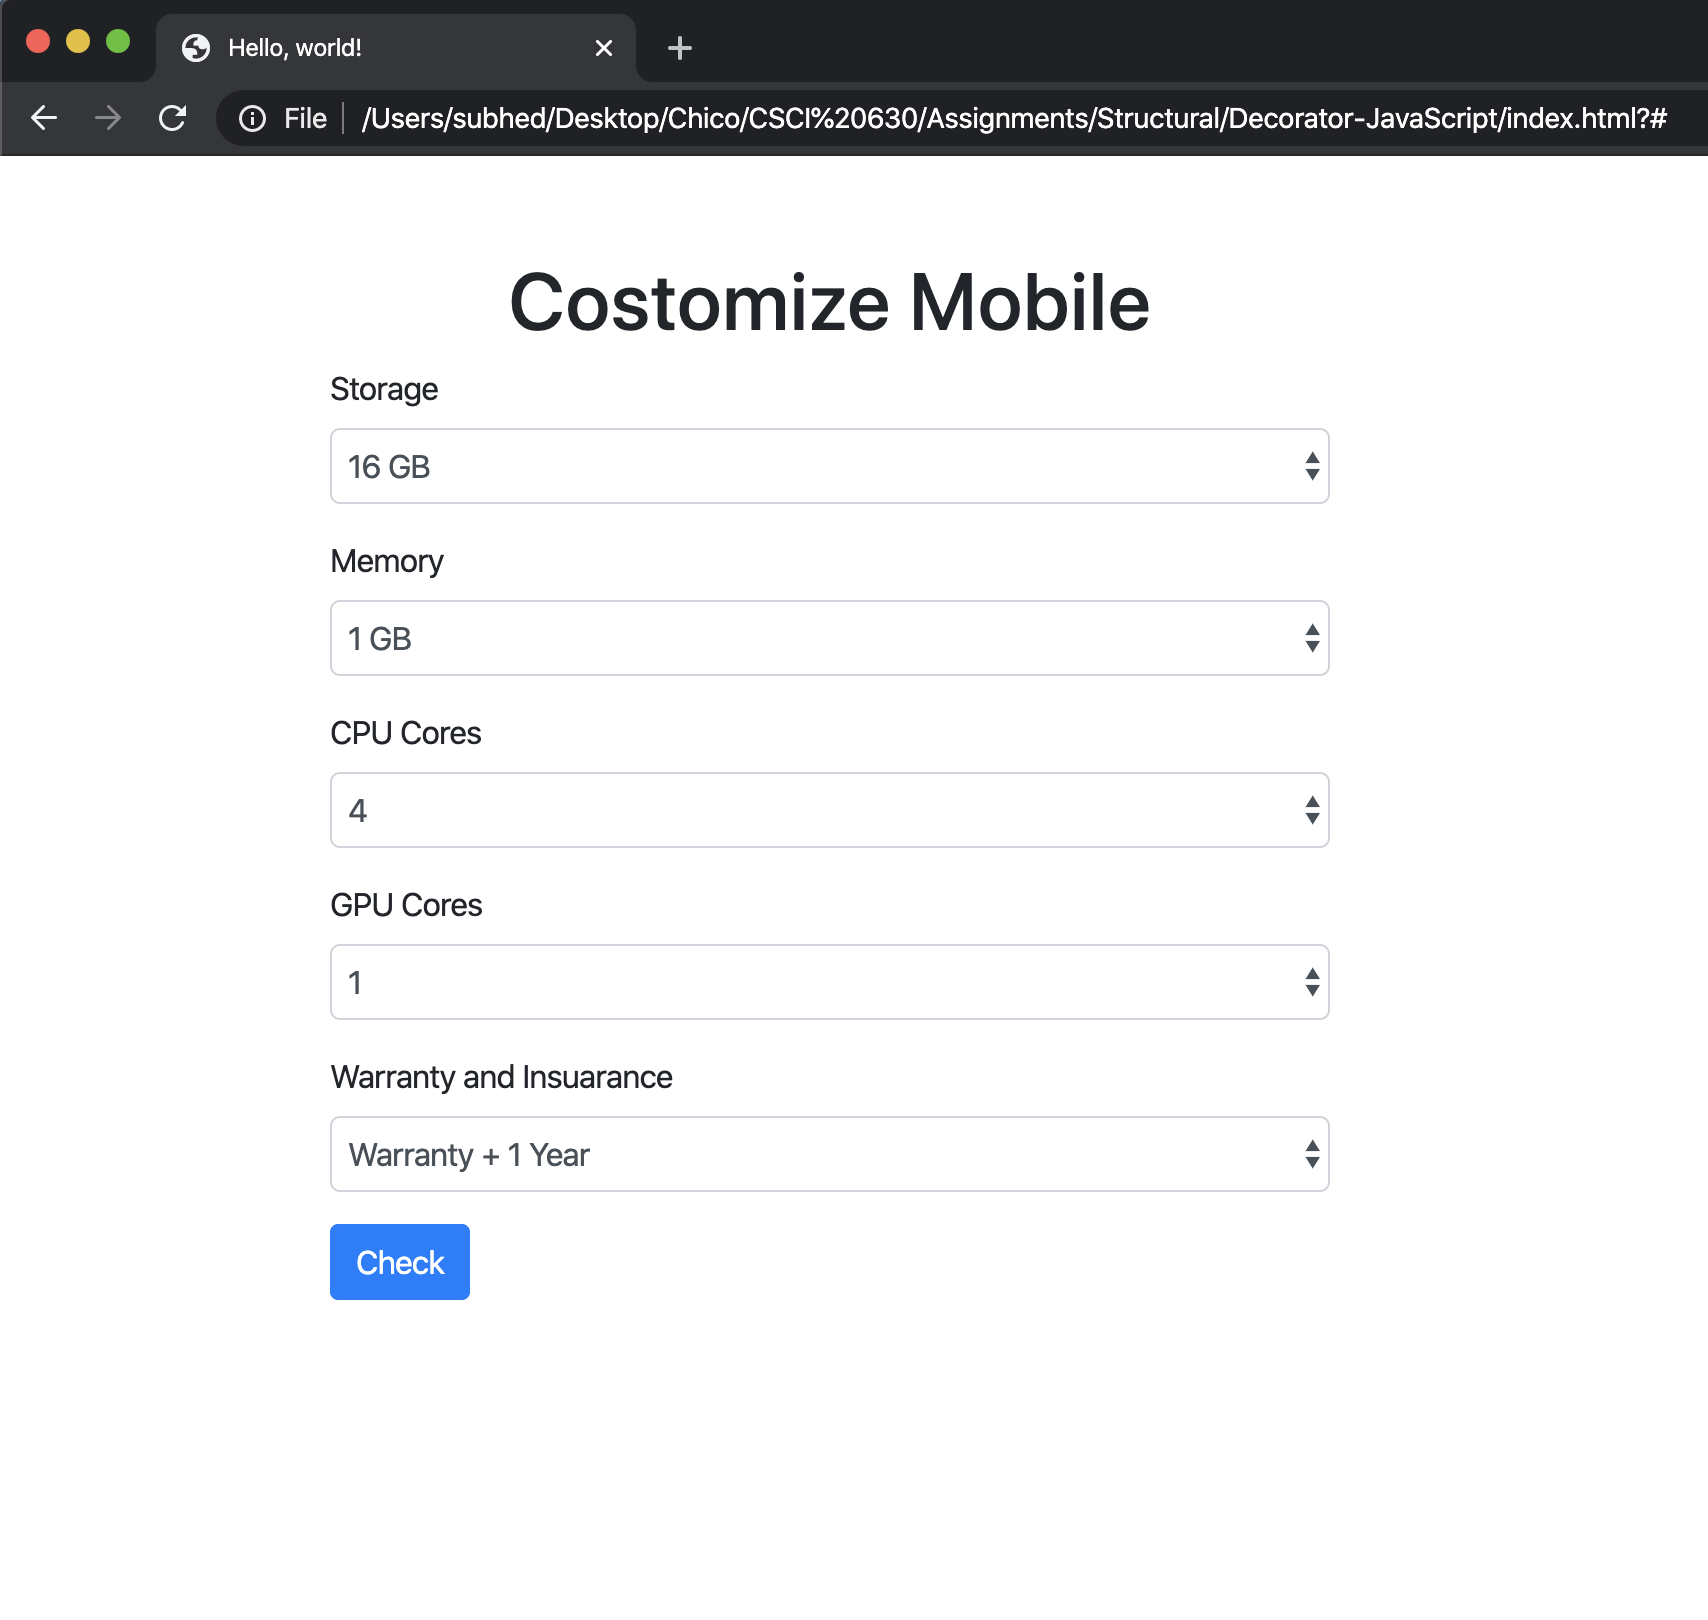 Hello, world!
File /Users/subhed/Desktop/Chico/CSCI%20630/Assignments/Structural/Decorator-JavaScript/index.html?#
Costomize Mobile
Storage
16 GB
Memory
1 GB
CPU Cores
4
GPU Cores
1
Warranty and Insuarance
Warranty + 1 Year
Check